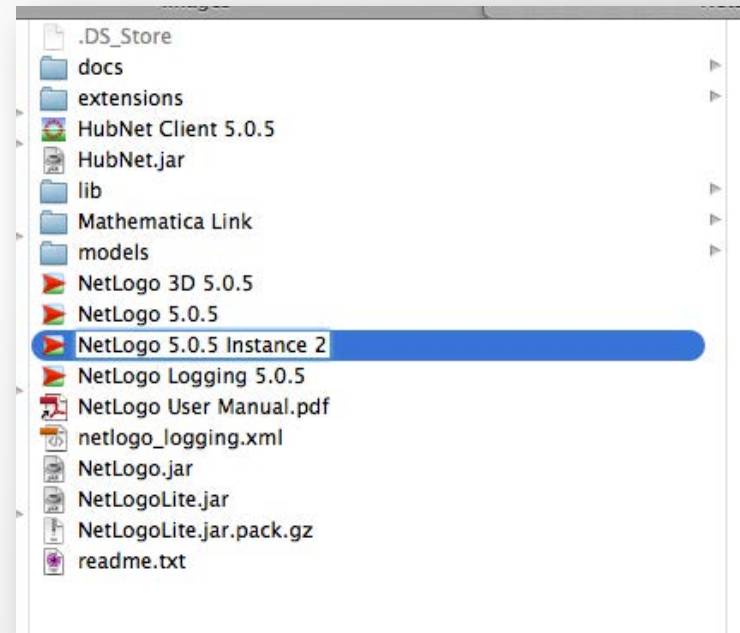 .DS_Store
docs
extensions
HubNet Client 5.0.5
HubNet.jar
lib
Mathematica Link
models
NetLogo 3D 5.0.5
NetLogo 5.0.5
NetLogo 5.0.5 Instance 2
NetLogo Logging 5.0.5
NetLogo User Manual.pdf
netlogo_logging.xml
NetLogo.jar
NetLogoLite.jar
NetLogoLite.jar.pack.gz
readme.txt